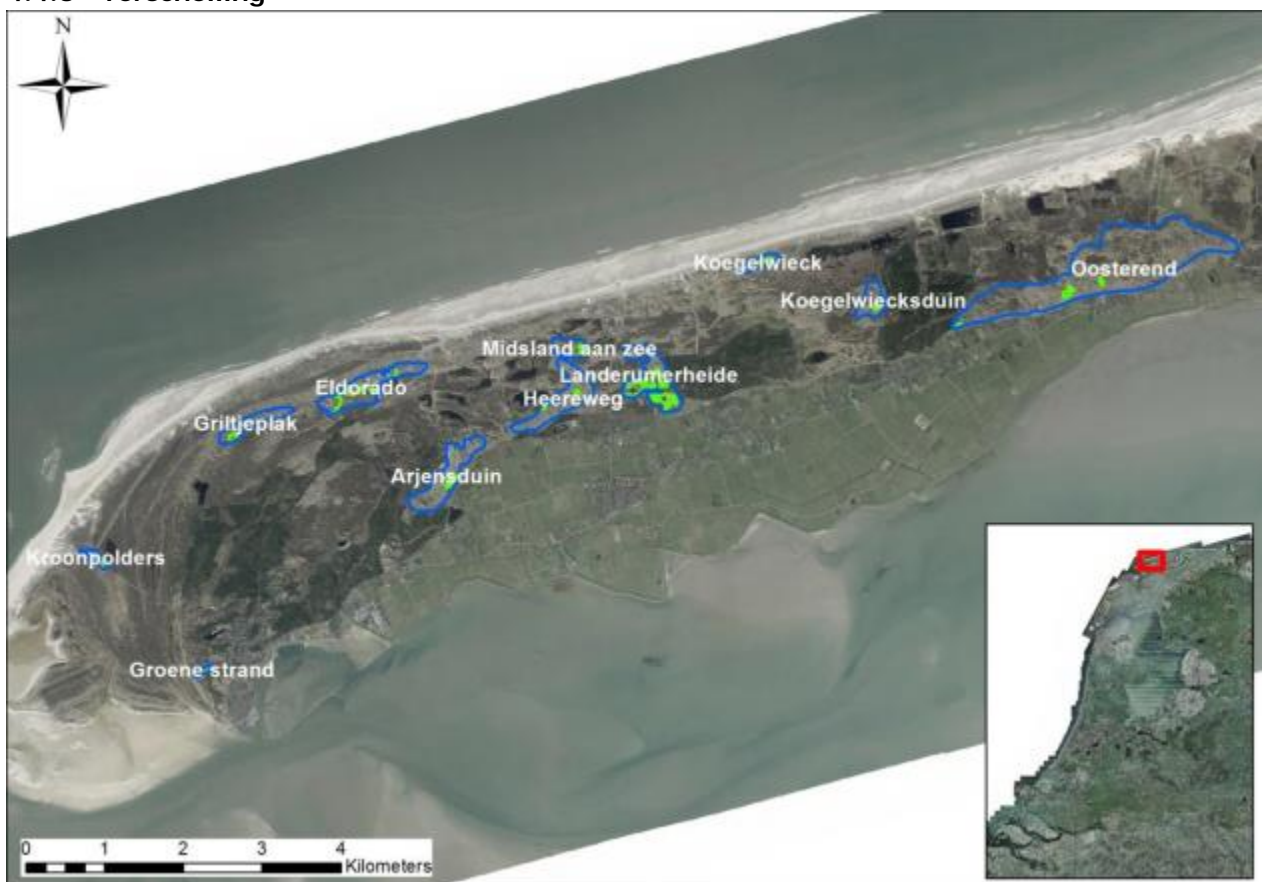 N
Koegelwieck
Oosterend
Koegelwiecksduin
Midsland aan zee
Landerumerheide
Eldorado
Heereweg
Griltjeplak
Arjensduin
Kroonpolders
Groene strand
0 1 2 3 4
Kilometers